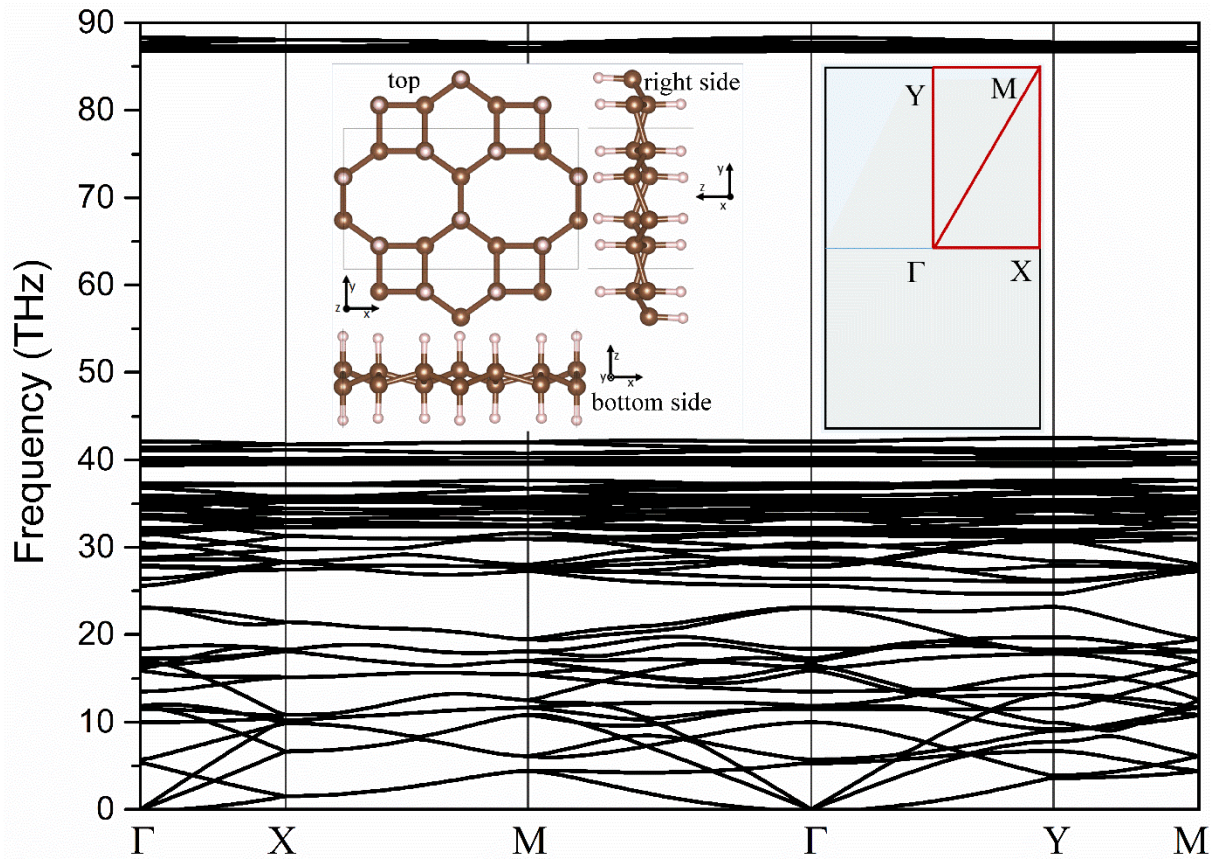 90
80
70
60
50
40
30
20
10
0
Frequency (THz)
top
right side
y
z
x
y
z
x
z
y
x
bottom side
Y
M
Γ
X
Γ
X
M
Γ
Y
M